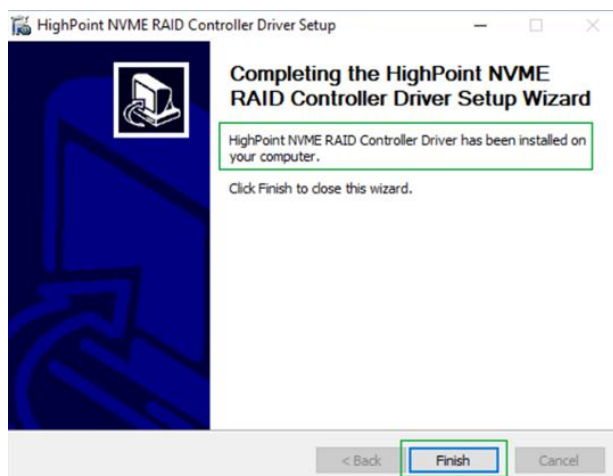 HighPoint NVME RAID Controller Driver Setup
Completing the HighPoint NVME
RAID Controller Driver Setup Wizard
HighPoint NVME RAID Controller Driver has been installed on
your computer.
Click Finish to close this wizard.
< Back Finish Cancel